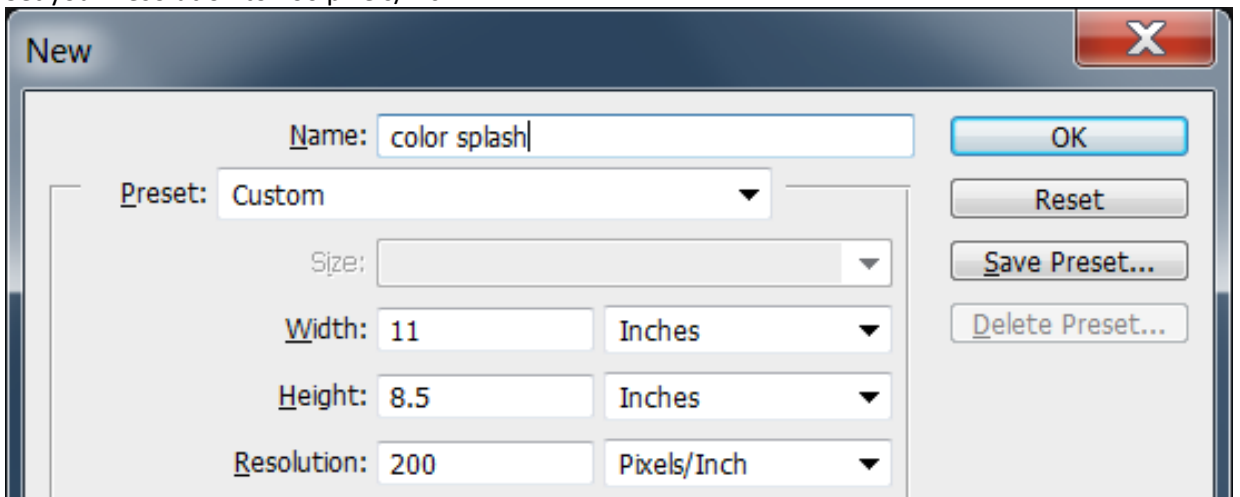 New
Name: color splash
OK
Preset: Custom
Reset
Size:
Save Preset...
Width: 11 Inches
Delete Preset...
Height: 8.5 Inches
Resolution: 200 Pixels/Inch